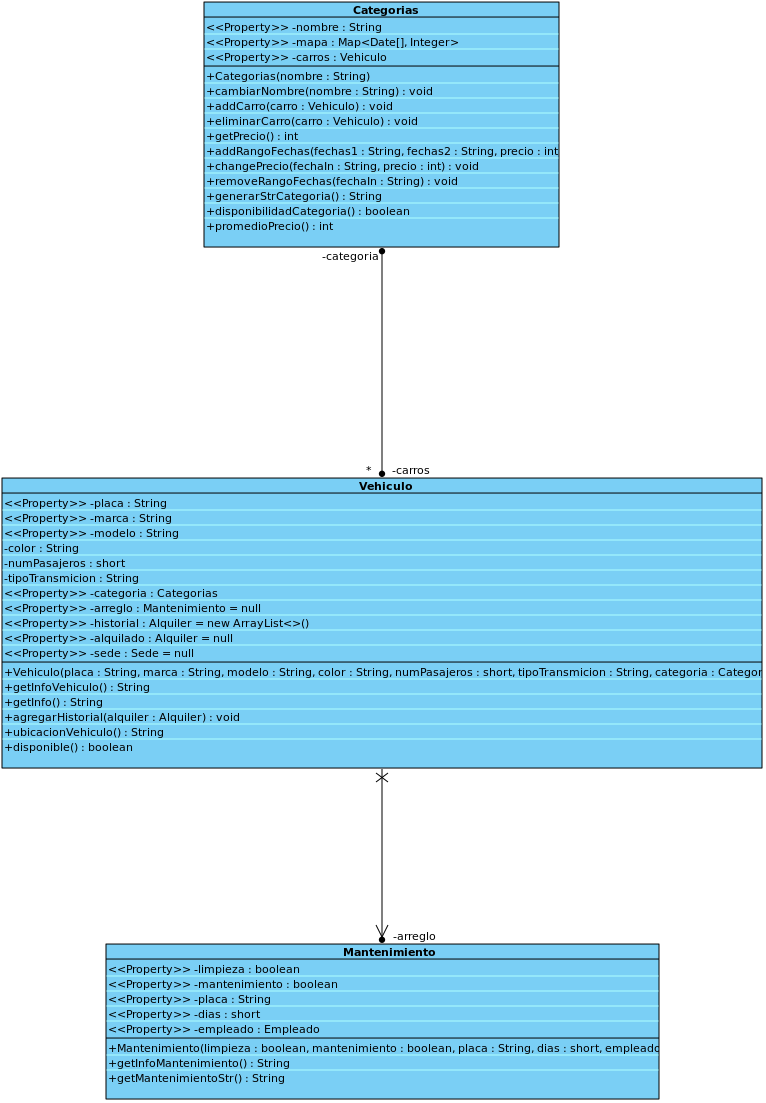 Categorias
<<Property>> -nombre : String
<<Property>> -mapa : Map<Date[], Integer>
<<Property>> -carros : Vehiculo
+Categorias(nombre : String)
+cambiarNombre(nombre : String) : void
+addCarro(carro : Vehiculo) : void
+eliminarCarro(carro : Vehiculo) : void
+getPrecio() : int
+addRangoFechas(fechas1 : String, fechas2 : String, precio : int
+changePrecio(fechaIn : String, precio : int) : void
+removeRangoFechas(fechaIn : String) : void
+generarStrCategoria() : String
+disponibilidadCategoria() : boolean
+promedioPrecio() : int
-categoria
* -carros
Vehiculo
<<Property>> -placa : String
<<Property>> -marca : String
<<Property>> -modelo : String
-color : String
-numPasajeros : short
-tipoTransmicion : String
<<Property>> -categoria : Categorias
<<Property>> -arreglo : Mantenimiento = null
<<Property>> -historial : Alquiler = new ArrayList<>()
<<Property>> -alquilado : Alquiler = null
<<Property>> -sede : Sede = null
+Vehiculo(placa : String, marca : String, modelo : String, color : String, numPasajeros : short, tipoTransmicion : String, categoria : Categor
+getInfoVehiculo() : String
+getInfo() : String
+agregarHistorial(alquiler : Alquiler) : void
+ubicacionVehiculo() : String
+disponible() : boolean
-arreglo
Mantenimiento
<<Property>> -limpieza : boolean
<<Property>> -mantenimiento : boolean
<<Property>> -placa : String
<<Property>> -dias : short
<<Property>> -empleado : Empleado
+Mantenimiento(limpieza : boolean, mantenimiento : boolean, placa : String, dias : short, empleado
+getInfoMantenimiento() : String
+getMantenimientoStr() : String